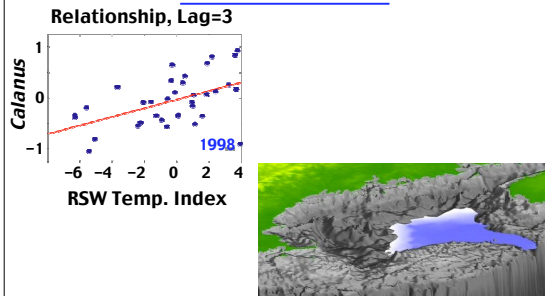 Relationship, Lag=3
1
0
-1
Calanus
1998
-6 -4 -2 0 2 4
RSW Temp. Index